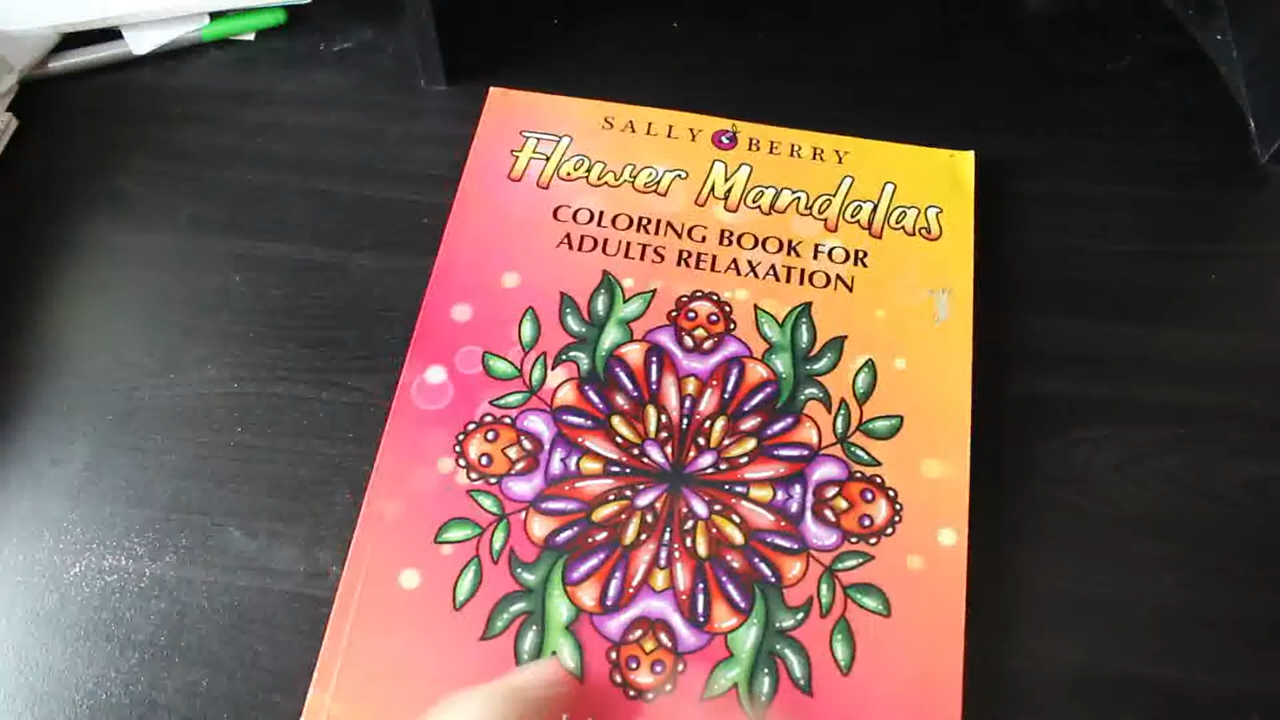 SALLY BERRY
Flower Mandalas
COLORING BOOK FOR
ADULTS RELAXATION